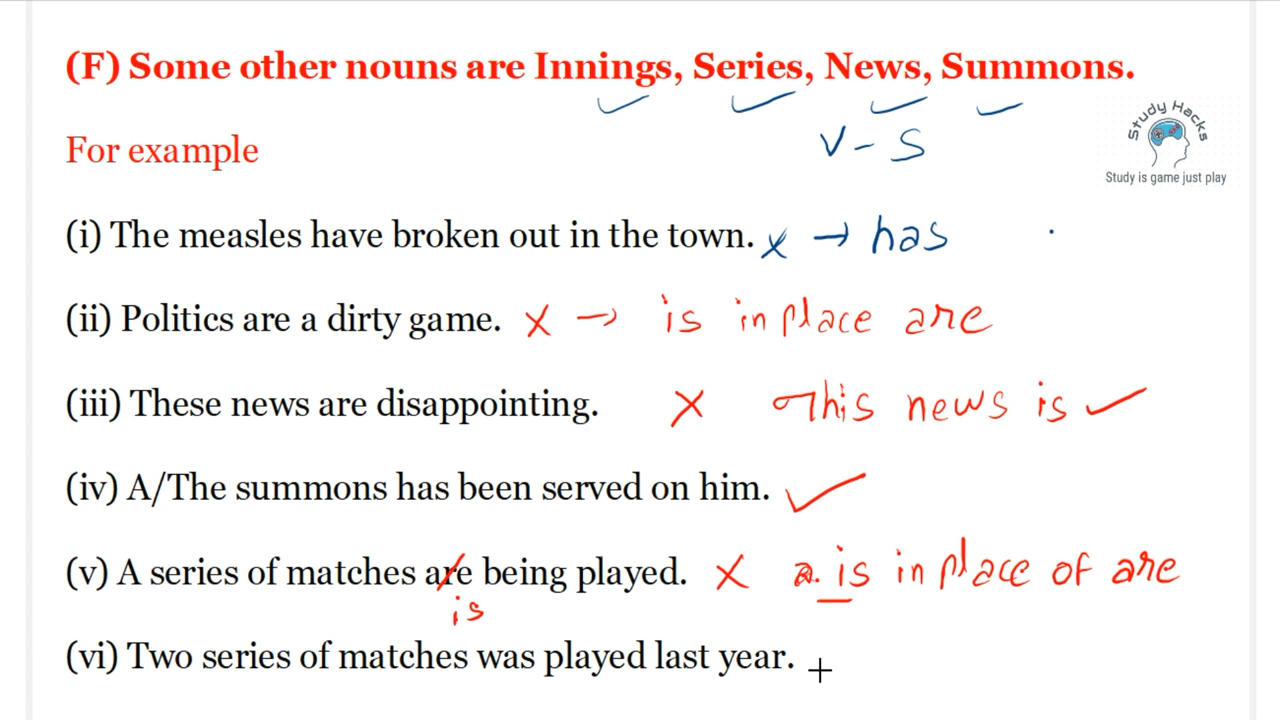 (F) Some other nouns are Innings, Series, News, Summons.
For example
V - S
Study Hacks
Study is game just play
(i) The measles have broken out in the town. x → has
(ii) Politics are a dirty game. x → is in place are
(iii) These news are disappointing. x This news is ✓
(iv) A/The summons has been served on him. ✓
(v) A series of matches are being played. x is in place of are
is
(vi) Two series of matches was played last year.